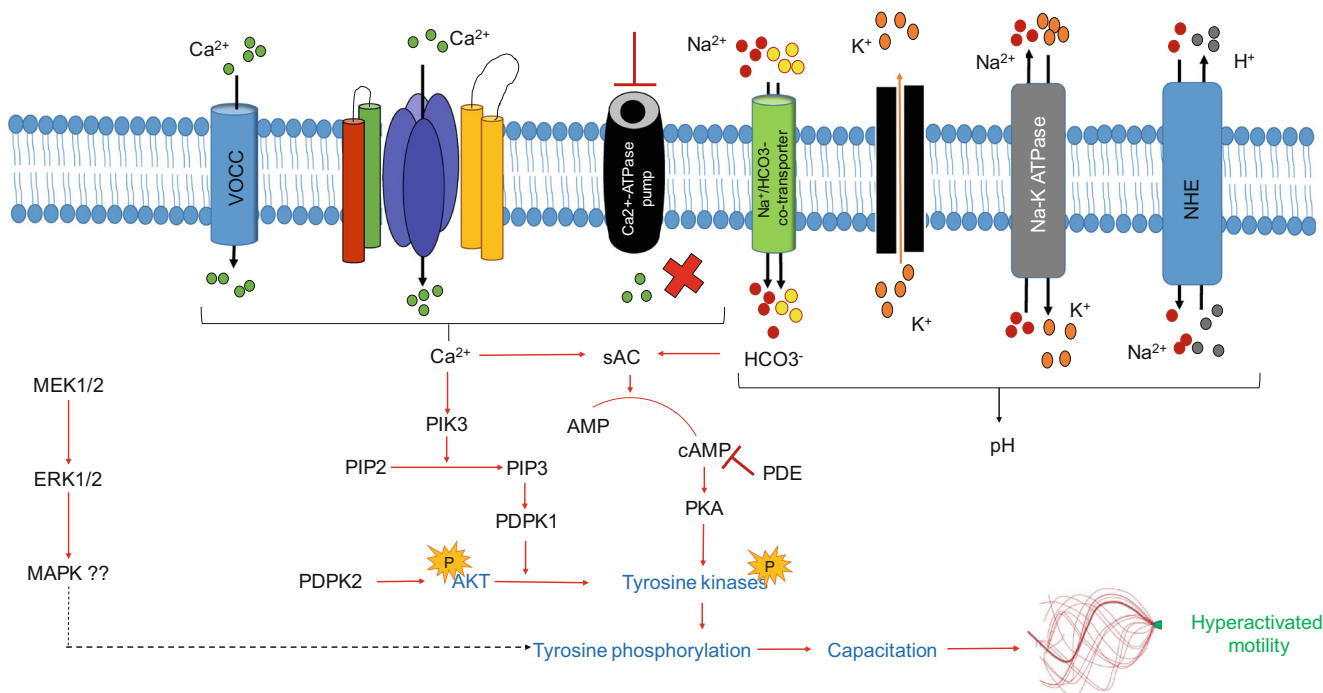 Ca²⁺
Ca²⁺
Na²⁺
K⁺
Na²⁺
H⁺
VOCC
Ca2+-ATPase
pump
Na⁺/HCO3-
co-transporter
Na-K ATPase
NHE
K⁺
K⁺
Na²⁺
Ca²⁺
sAC
HCO3⁻
MEK1/2
PIK3
AMP
cAMP
pH
PIP2
PIP3
PDE
ERK1/2
PDPK1
PKA
P
P
MAPK ??
PDPK2
AKT
Tyrosine kinases
Hyperactivated
motility
Tyrosine phosphorylation
Capacitation